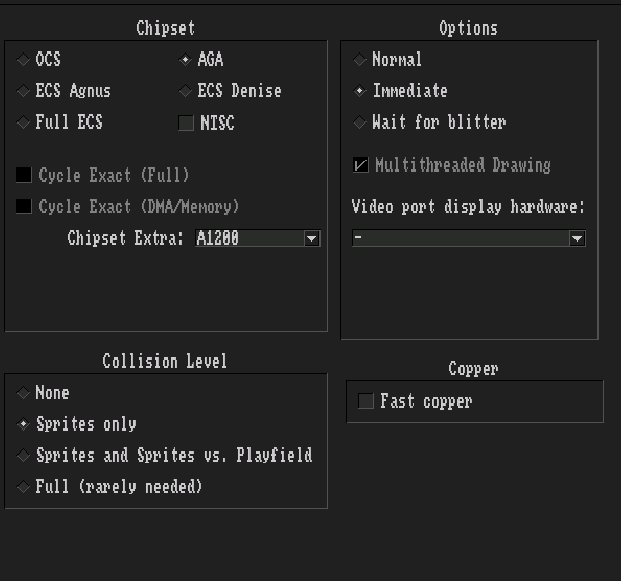 Chipset
OCS
AGA
ECS Agnus
ECS Denise
Full ECS
NTSC
Cycle Exact (Full)
Cycle Exact (DMA/Memory)
Chipset Extra: A1200
Options
Normal
Immediate
Wait for blitter
Multithreaded Drawing
Video port display hardware:
-
Collision Level
None
Sprites only
Sprites and Sprites vs. Playfield
Full (rarely needed)
Copper
Fast copper